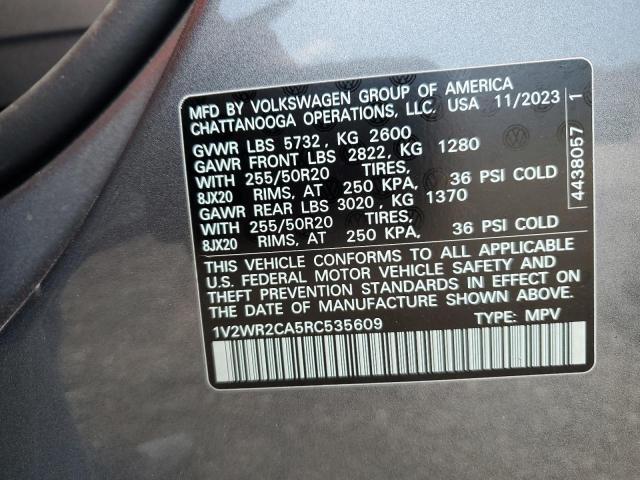 MFD BY VOLKSWAGEN GROUP OF AMERICA
CHATTANOOGA OPERATIONS, LLC. USA 11/2023
GVWR LBS 5732, KG 2600
GAWR FRONT LBS 2822, KG 1280
WITH 255/50R20 TIRES,
8JX20 RIMS, AT 250 KPA, 36 PSI COLD
GAWR REAR LBS 3020, KG 1370
WITH 255/50R20 TIRES,
8JX20 RIMS, AT 250 KPA, 36 PSI COLD
THIS VEHICLE CONFORMS TO ALL APPLICABLE
U.S. FEDERAL MOTOR VEHICLE SAFETY AND
THEFT PREVENTION STANDARDS IN EFFECT ON
THE DATE OF MANUFACTURE SHOWN ABOVE.
1V2WR2CA5RC535609 TYPE: MPV
4438057 1